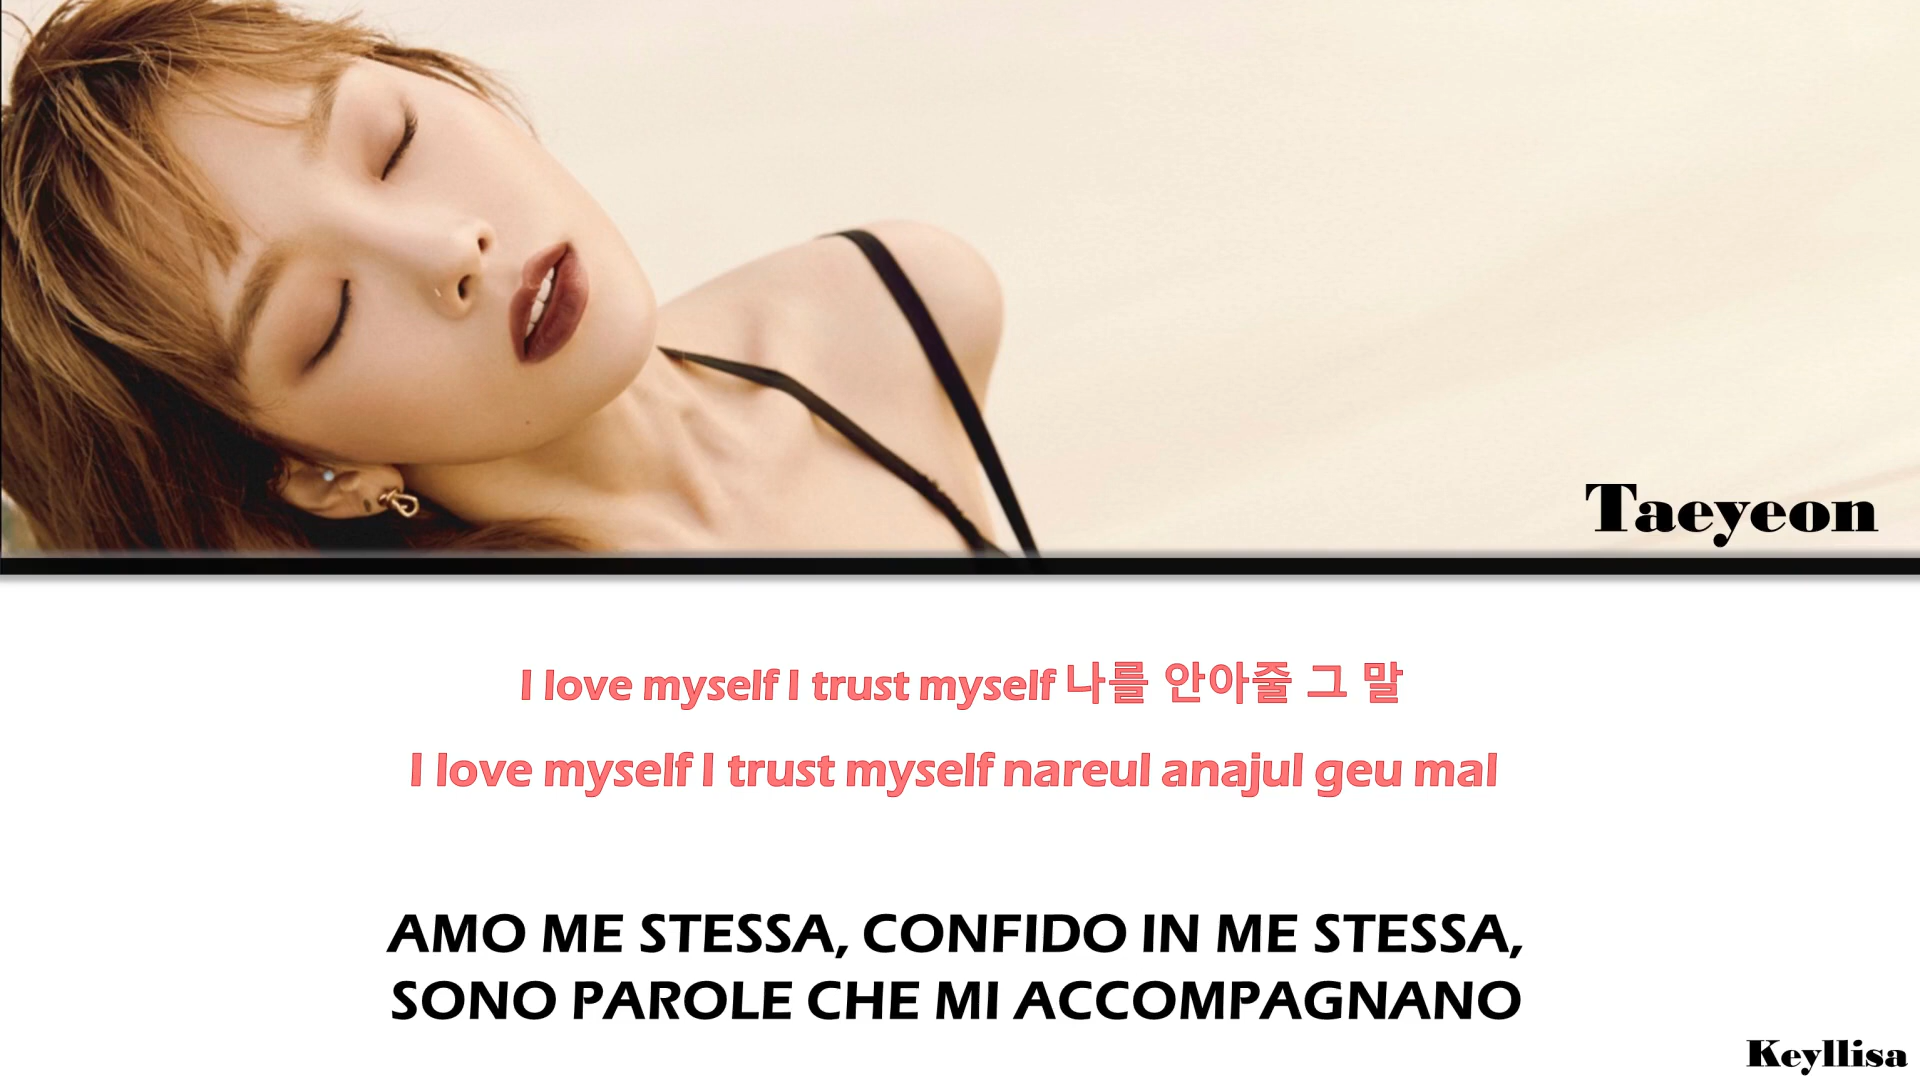 Taeyeon
I love myself I trust myself 나를 안아줄 그 말
I love myself I trust myself nareul anajul geu mal
AMO ME STESSA, CONFIDO IN ME STESSA,
SONO PAROLE CHE MI ACCOMPAGNANO
Keyllisa